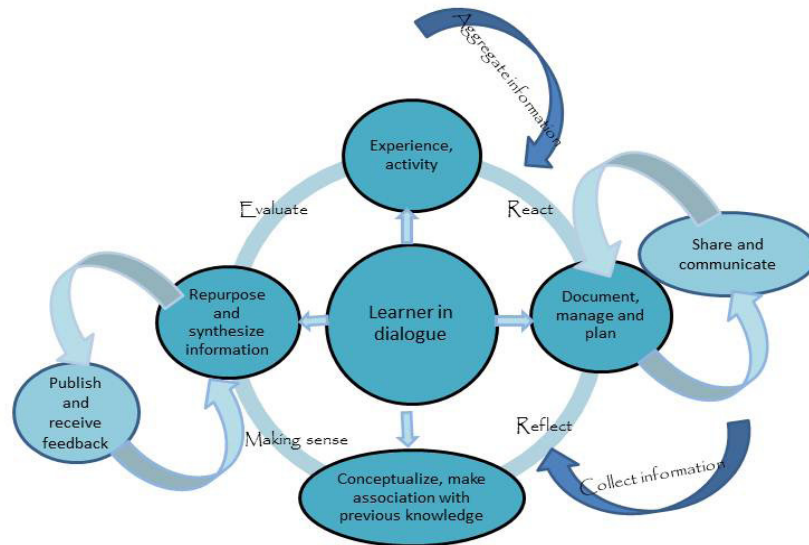 Aggregate information
Experience,
activity
Evaluate
React
Share and
communicate
Repurpose
and
synthesize
information
Learner in
dialogue
Document,
manage and
plan
Publish
and
receive
feedback
Making sense
Reflect
Conceptualize, make
association with
previous knowledge
Collect information